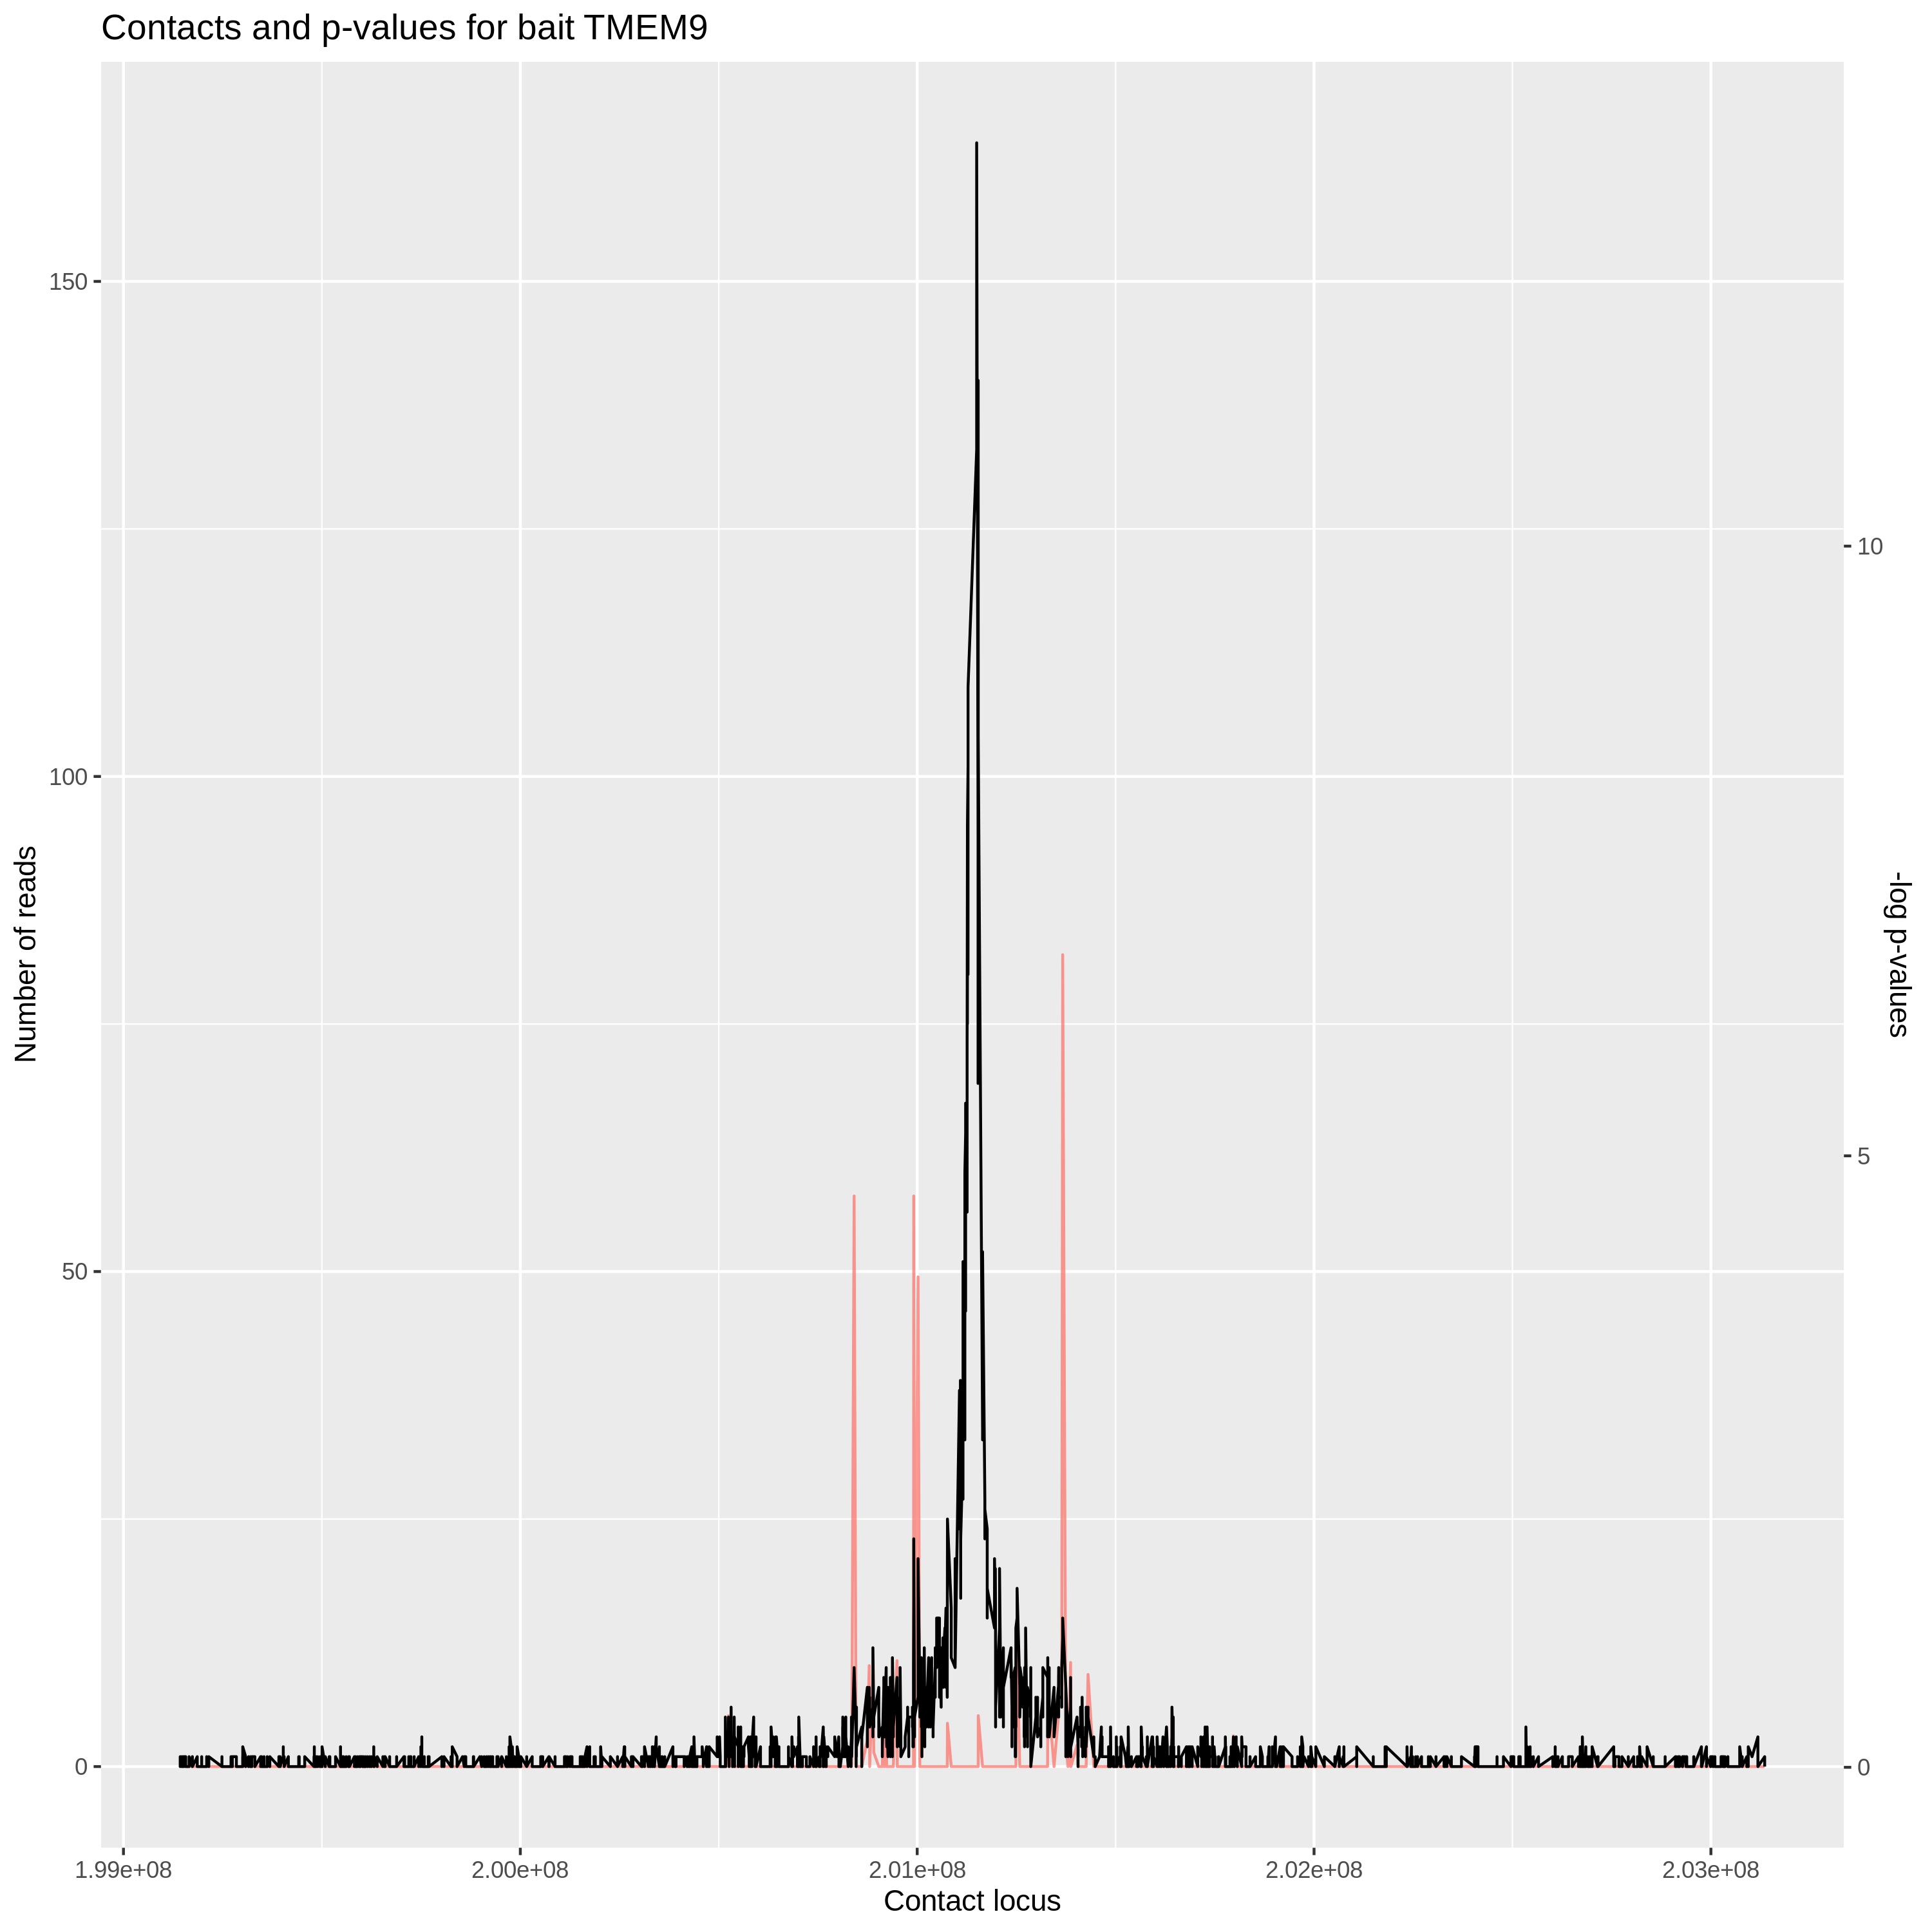 Contacts and p-values for bait TMEM9
Number of reads
150
100
50
0
10
5
0
-log p-values
1.99e+08 2.00e+08 2.01e+08 2.02e+08 2.03e+08
Contact locus